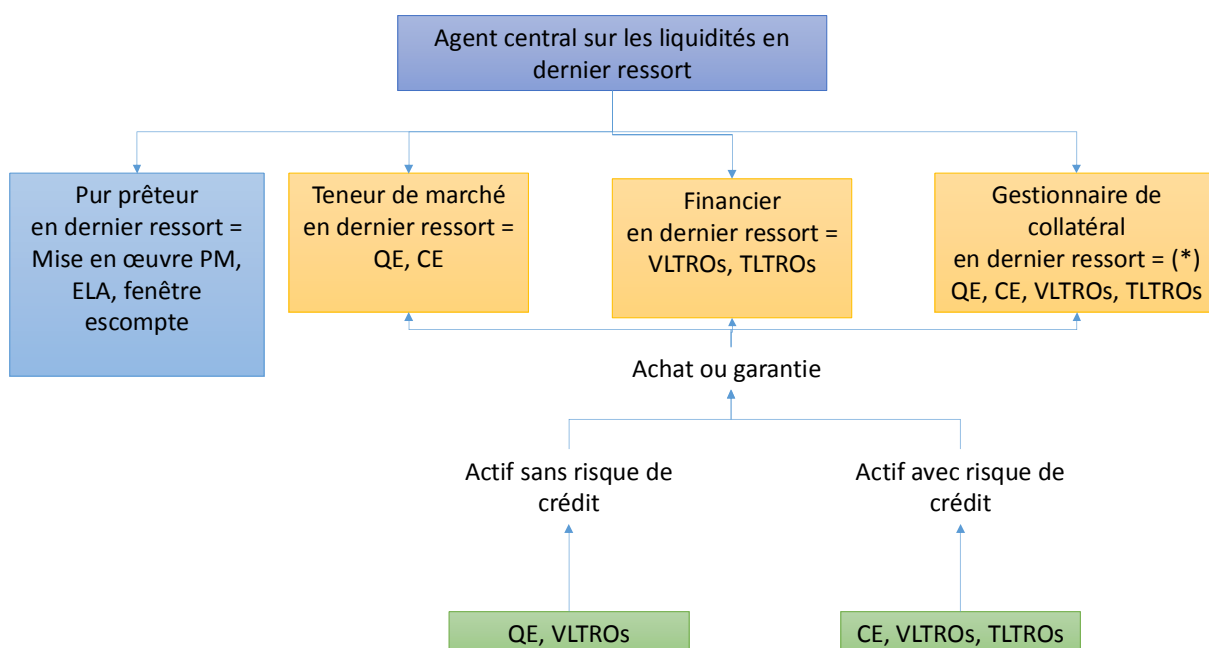 Agent central sur les liquidités en
dernier ressort
Pur prêteur
en dernier ressort =
Mise en œuvre PM,
ELA, fenêtre
escompte
Teneur de marché
en dernier ressort =
QE, CE
Financier
en dernier ressort =
VLTROs, TLTROs
Gestionnaire de
collatéral
en dernier ressort = (*)
QE, CE, VLTROs, TLTROs
Achat ou garantie
Actif sans risque de
crédit
Actif avec risque de
crédit
QE, VLTROs
CE, VLTROs, TLTROs